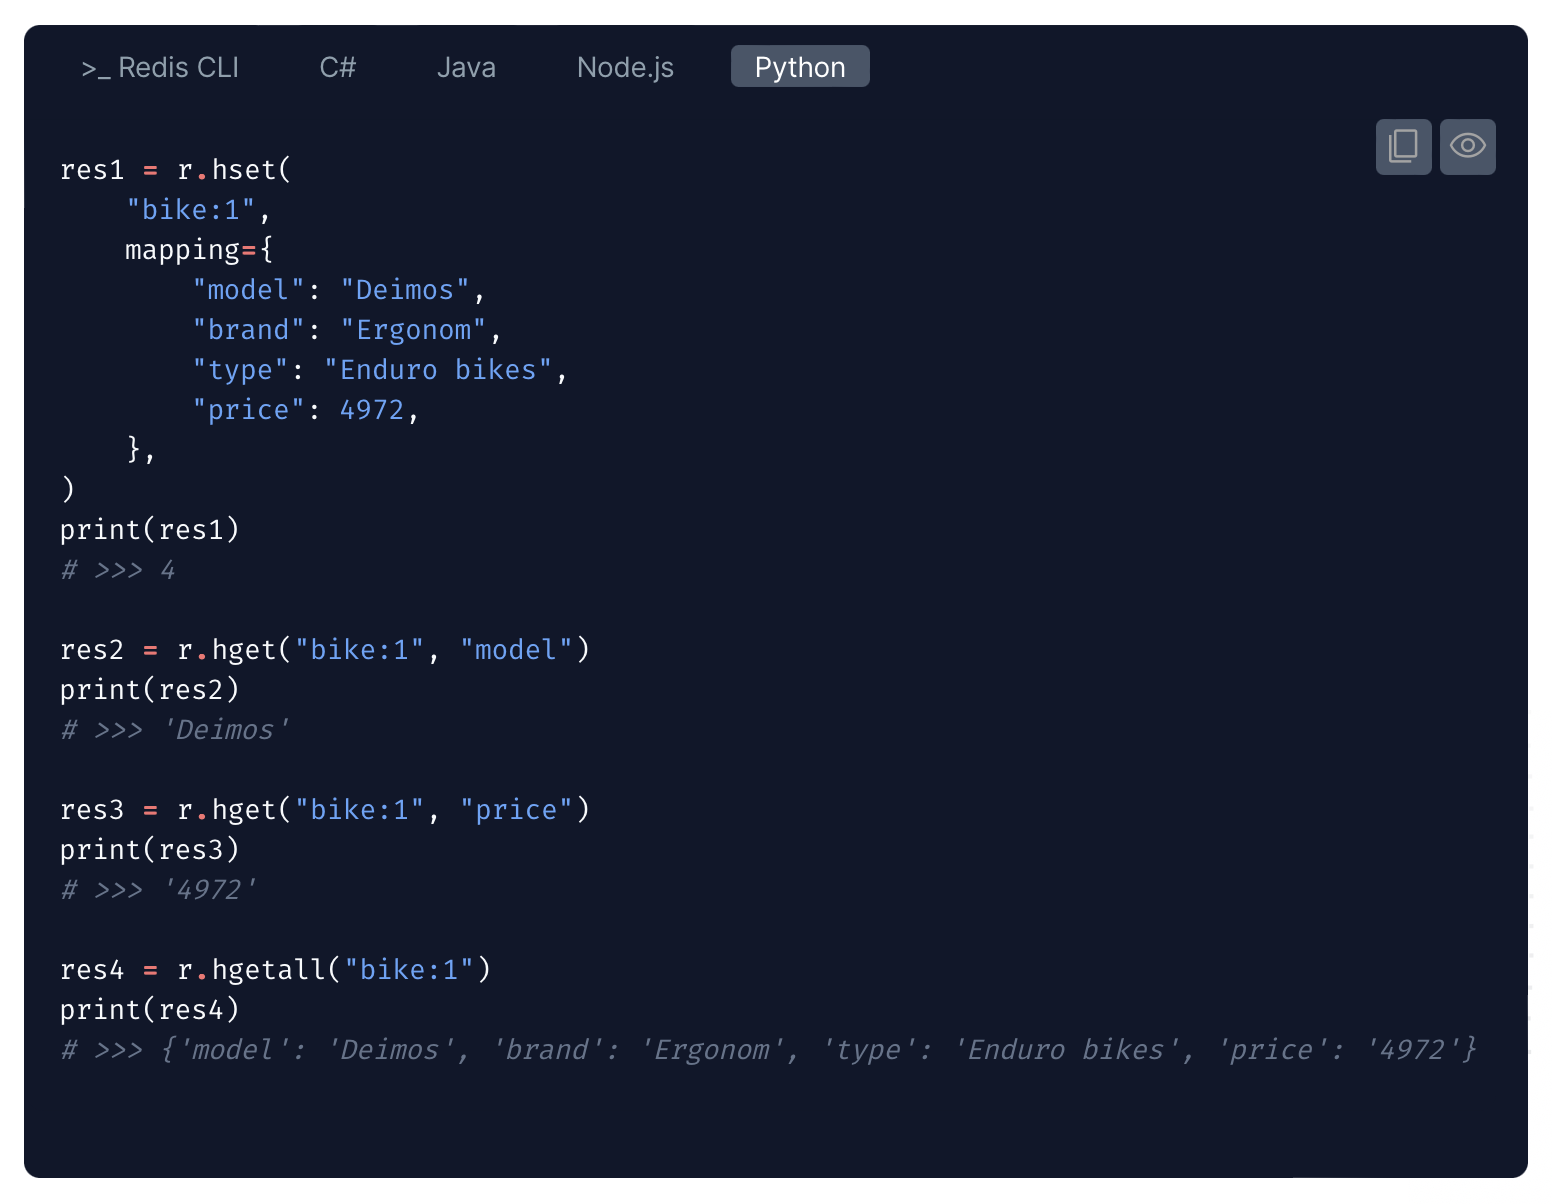 >_ Redis CLI C# Java Node.js Python
res1 = r.hset(
    "bike:1",
    mapping={
        "model": "Deimos",
        "brand": "Ergonom",
        "type": "Enduro bikes",
        "price": 4972,
    },
)
print(res1)
# >>> 4

res2 = r.hget("bike:1", "model")
print(res2)
# >>> 'Deimos'

res3 = r.hget("bike:1", "price")
print(res3)
# >>> '4972'

res4 = r.hgetall("bike:1")
print(res4)
# >>> {'model': 'Deimos', 'brand': 'Ergonom', 'type': 'Enduro bikes', 'price': '4972'}